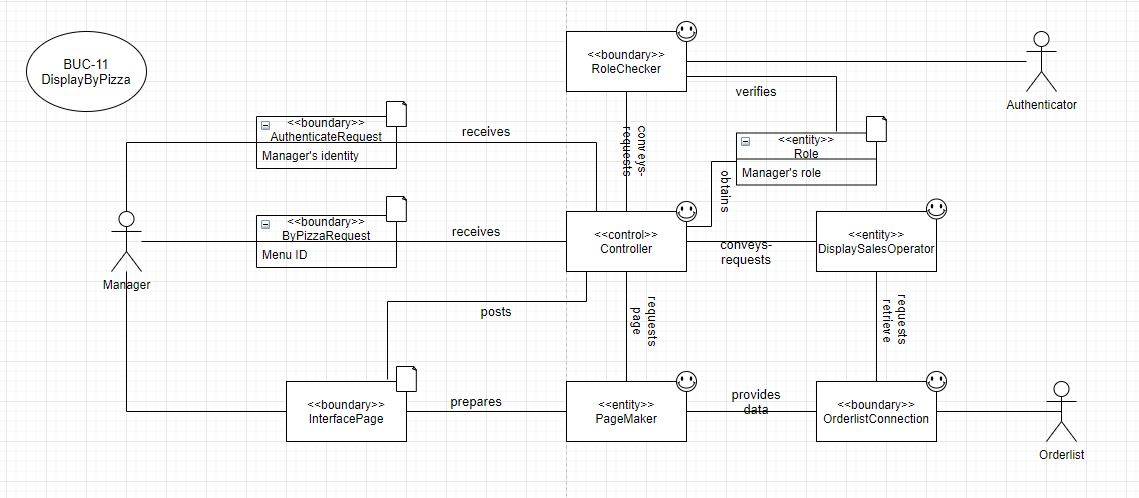 BUC-11
DisplayByPizza
<<boundary>>
RoleChecker
Authenticator
verifies
<<boundary>>
AuthenticateRequest
Manager's identity
receives
conveys-
requests
<<entity>>
Role
Manager's role
obtains
<<boundary>>
ByPizzaRequest
Menu ID
receives
<<control>>
Controller
conveys-
requests
<<entity>>
DisplaySalesOperator
Manager
posts
requests
page
requests
retrieve
<<boundary>>
InterfacePage
prepares
<<entity>>
PageMaker
provides
data
<<boundary>>
OrderlistConnection
Orderlist